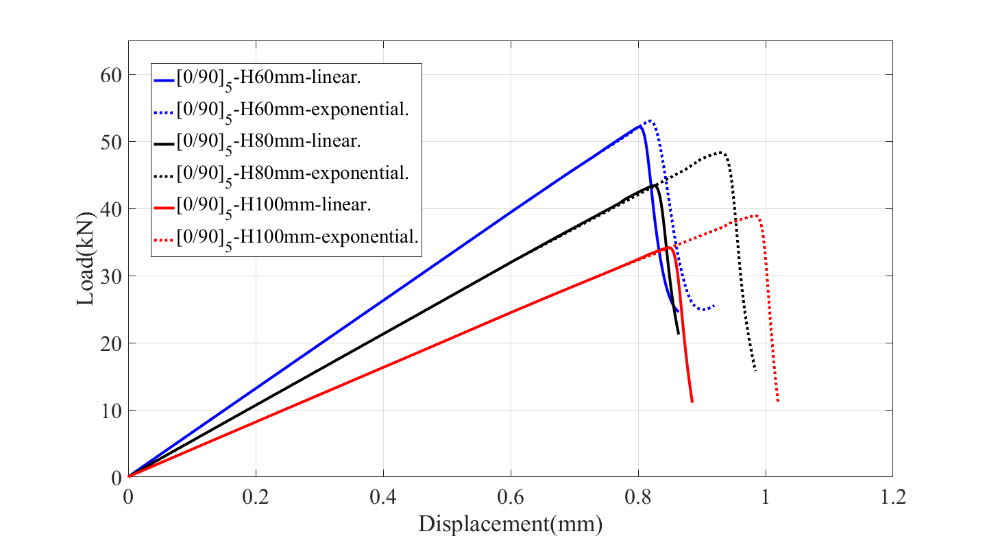 [0/90]5-H60mm-linear.
[0/90]5-H60mm-exponential.
[0/90]5-H80mm-linear.
[0/90]5-H80mm-exponential.
[0/90]5-H100mm-linear.
[0/90]5-H100mm-exponential.
60
50
40
30
20
10
0
Load(kN)
0 0.2 0.4 0.6 0.8 1 1.2
Displacement(mm)